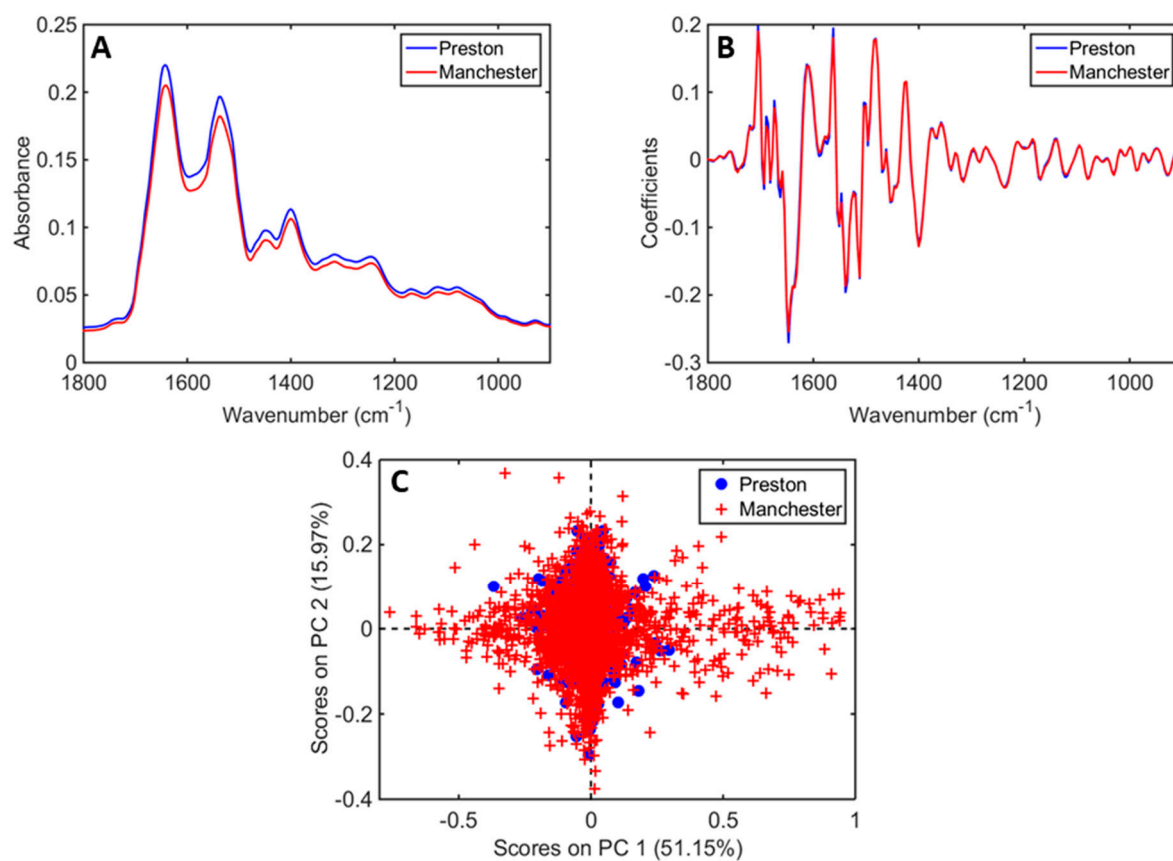 A
Preston
Manchester
0.25
0.2
0.15
0.1
0.05
0
Absorbance
1800
1600
1400
1200
1000
Wavenumber (cm⁻¹)
B
Preston
Manchester
0.2
0.1
0
-0.1
-0.2
-0.3
Coefficients
1800
1600
1400
1200
1000
Wavenumber (cm⁻¹)
C
Preston
Manchester
0.4
0.2
0
-0.2
-0.4
Scores on PC 2 (15.97%)
-0.5
0
0.5
1
Scores on PC 1 (51.15%)